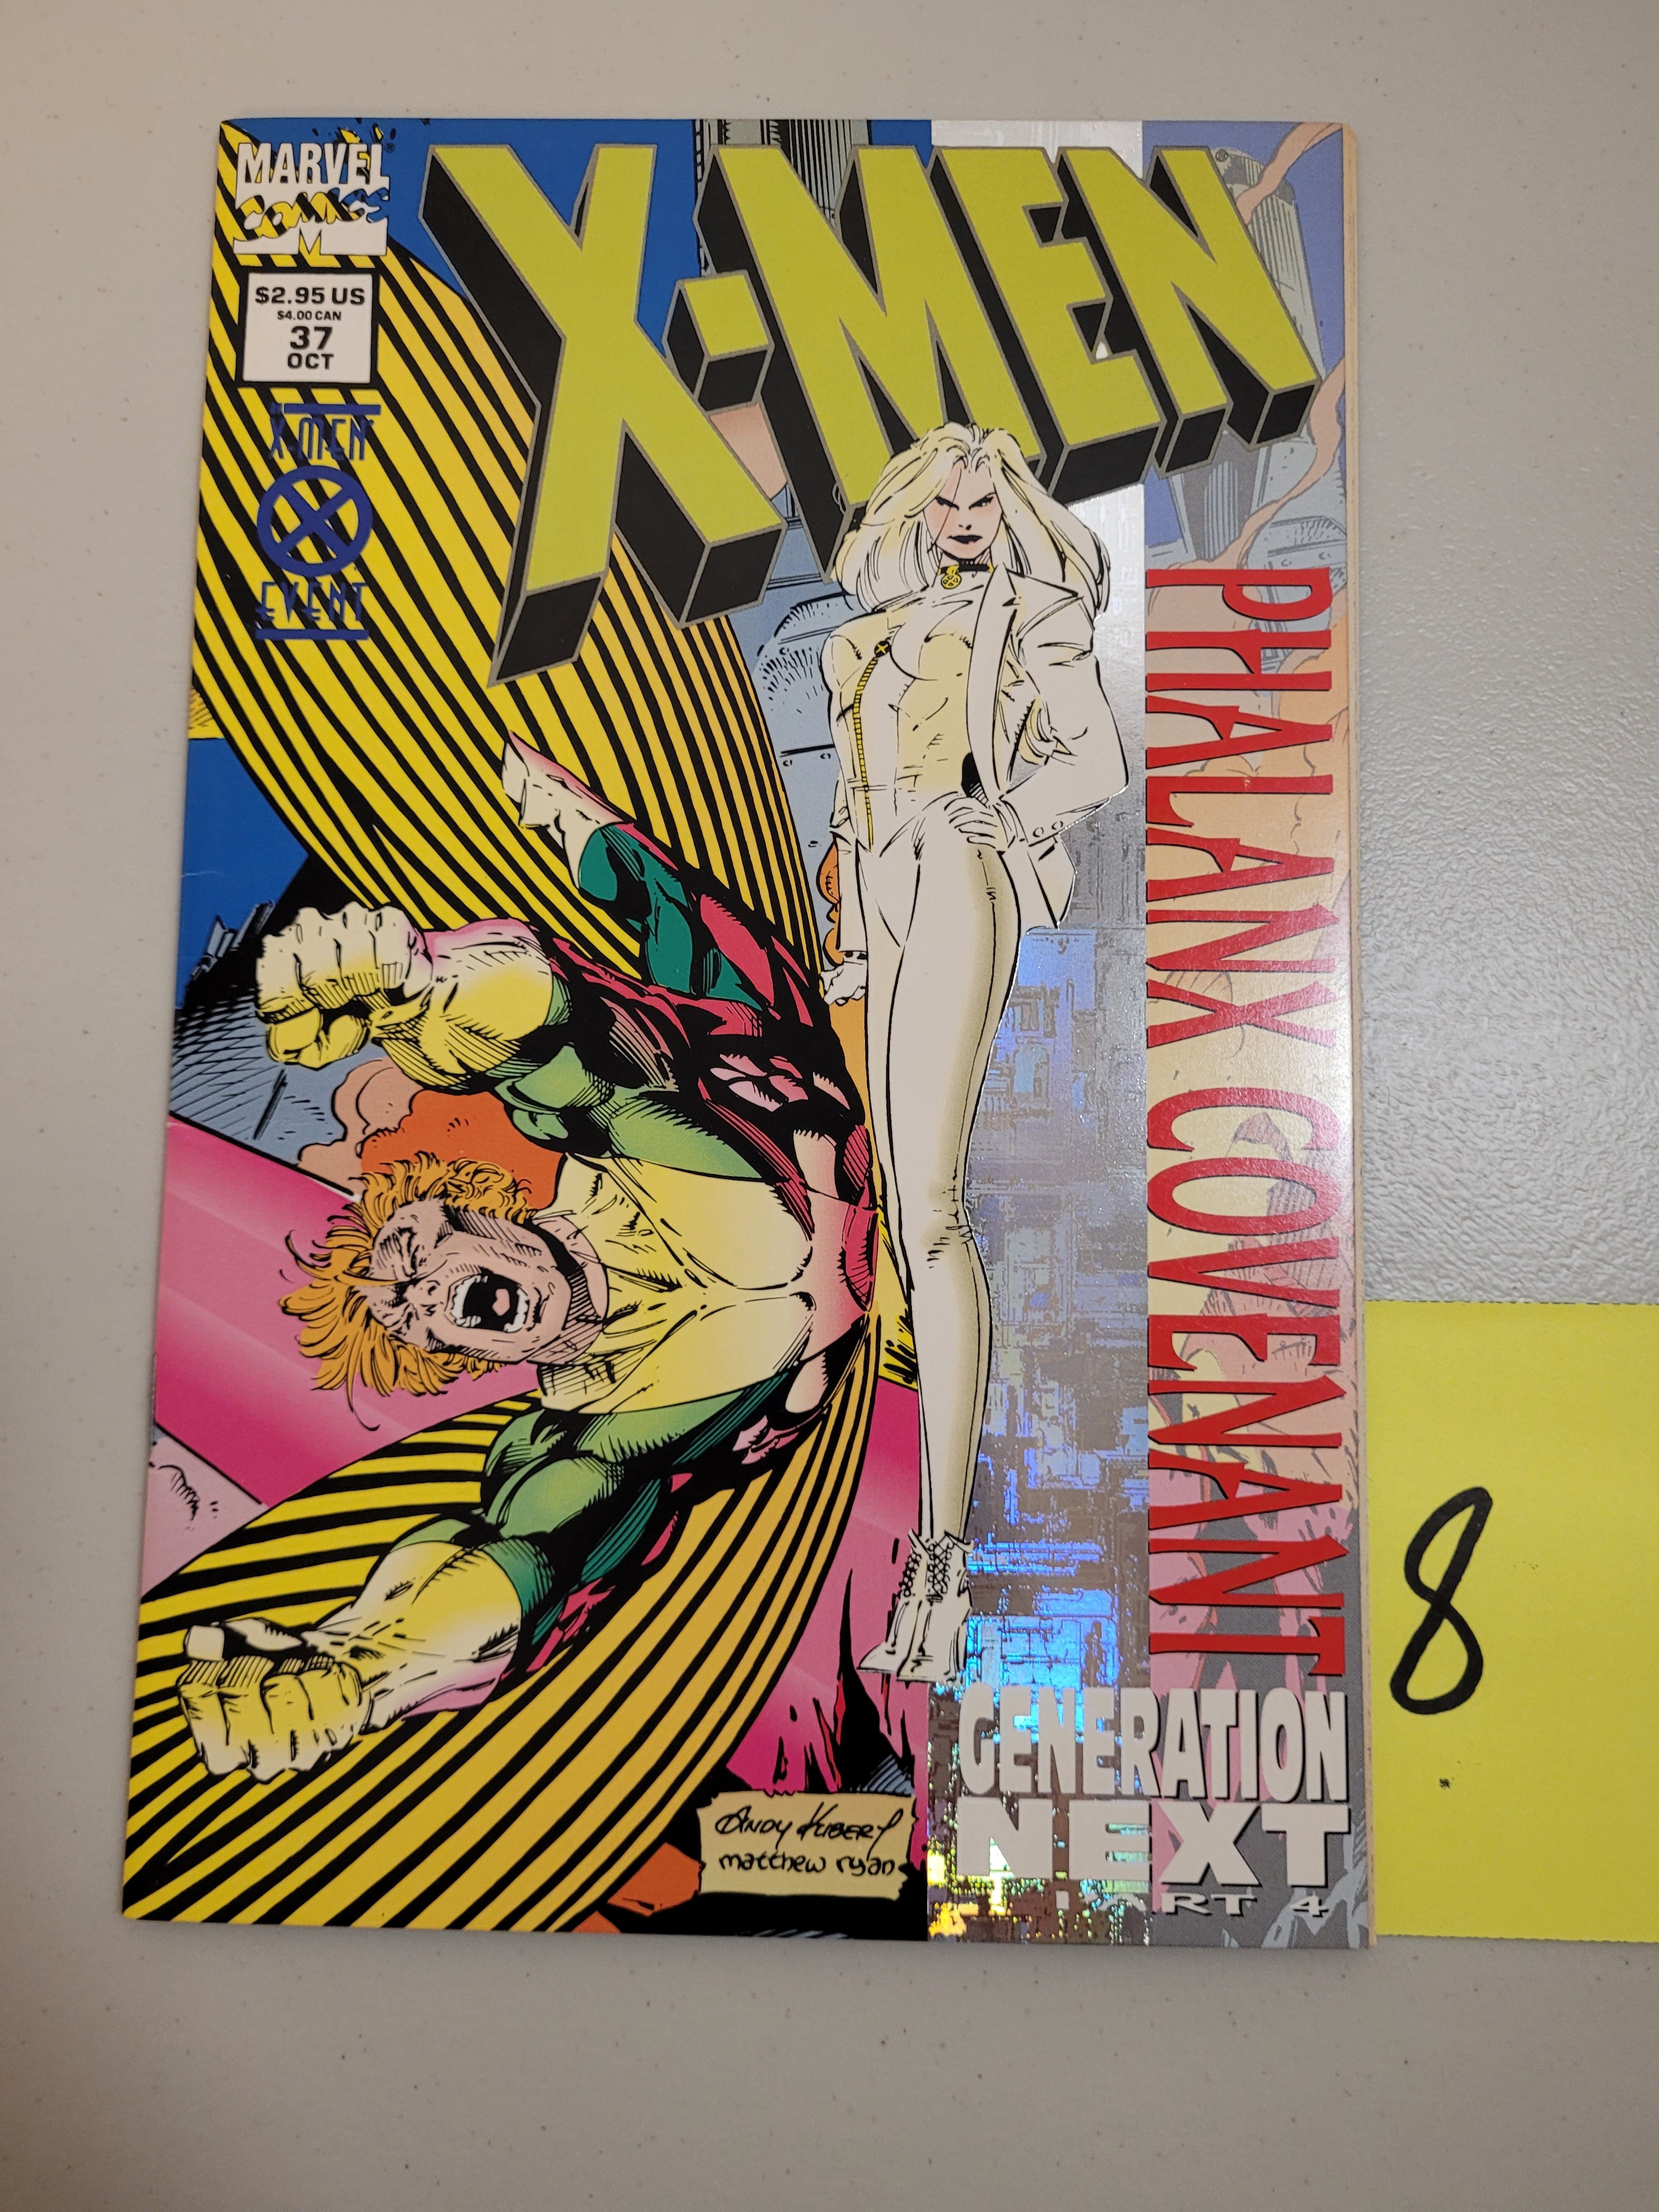 MARVEL
COMICS
M
$2.95 US
$4.00 CAN
37
OCT
X-MEN
EVENT
X-MEN
PHALANX COVENANT
GENERATION
NEXT
PART 4
ANDY KUBERT
matthew ryan
8